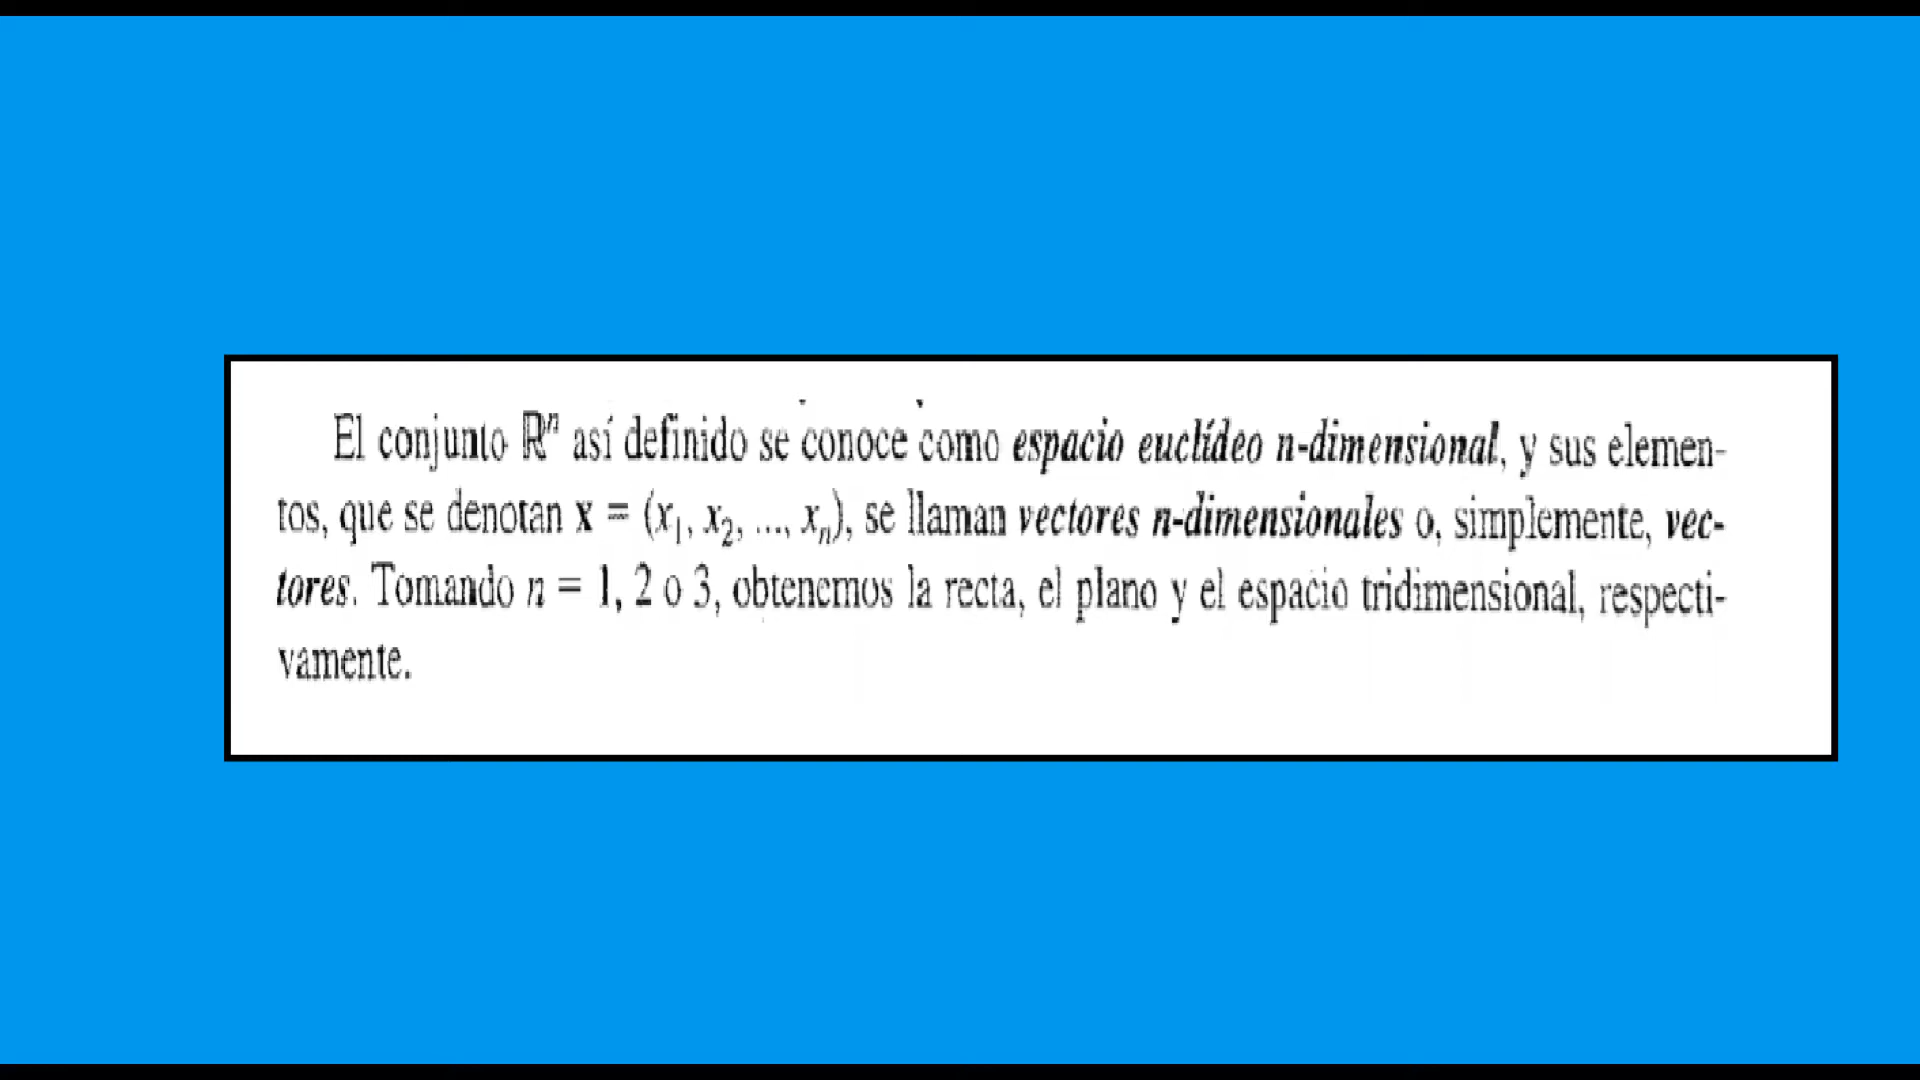 El conjunto ℝⁿ así definido se conoce como espacio euclídeo n-dimensional, y sus elemen-
tos, que se denotan x = (x₁, x₂, ..., xₙ), se llaman vectores n-dimensionales o, simplemente, vec-
tores. Tomando n = 1, 2 o 3, obtenemos la recta, el plano y el espacio tridimensional, respecti-
vamente.